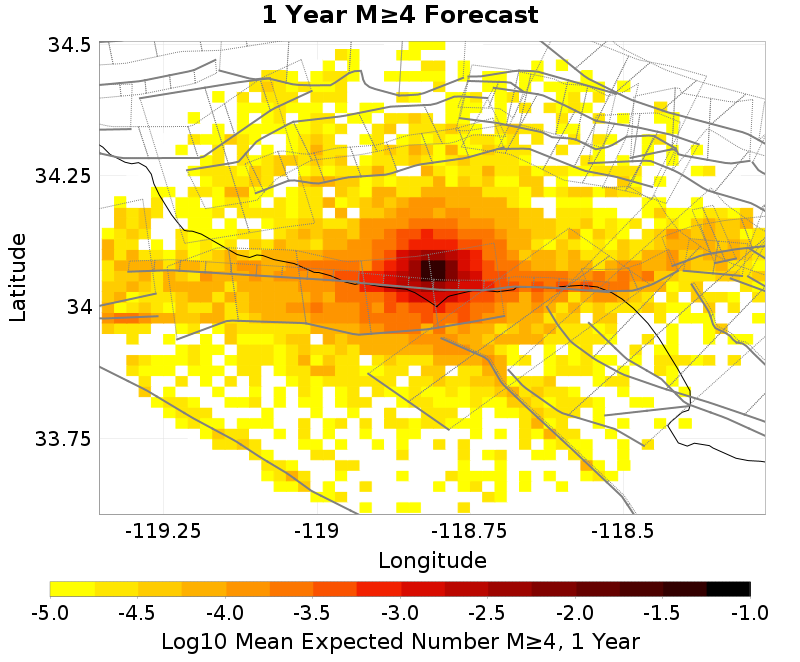 1 Year M≥4 Forecast
34.5
34.25
34
33.75
Latitude
-119.25 -119 -118.75 -118.5
Longitude
-5.0 -4.5 -4.0 -3.5 -3.0 -2.5 -2.0 -1.5 -1.0
Log10 Mean Expected Number M≥4, 1 Year